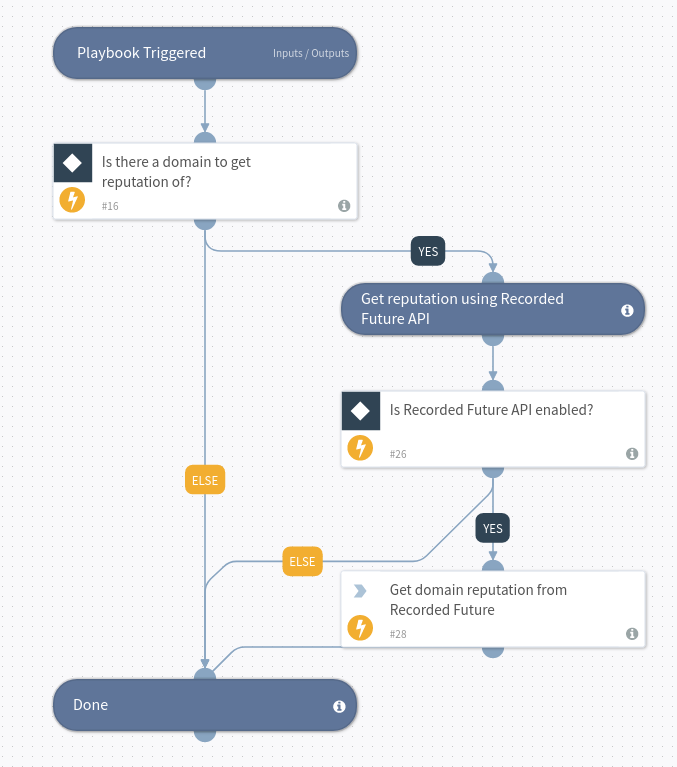 Playbook Triggered Inputs / Outputs
Is there a domain to get
reputation of?
#16
YES
Get reputation using Recorded
Future API
Is Recorded Future API enabled?
#26
ELSE
YES
ELSE
Get domain reputation from
Recorded Future
#28
Done